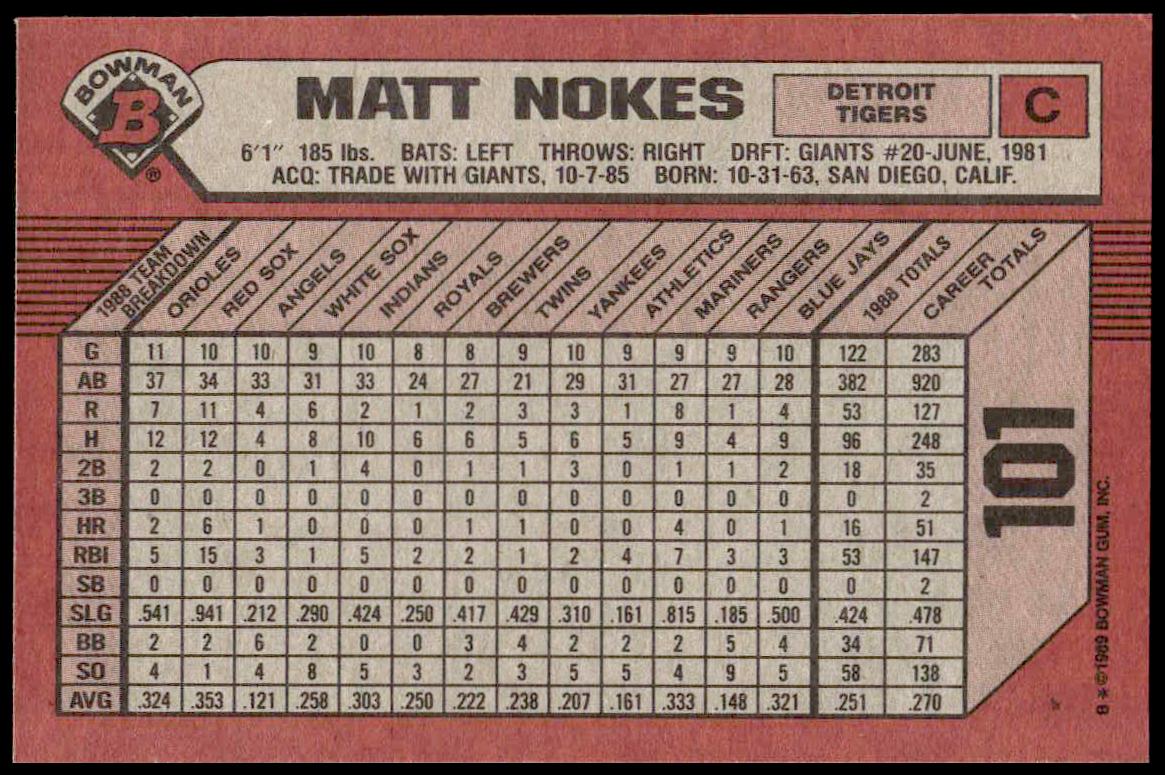 BOWMAN
B
®
MATT NOKES
DETROIT
TIGERS
C
6'1" 185 lbs. BATS: LEFT THROWS: RIGHT DRFT: GIANTS #20-JUNE, 1981
ACQ: TRADE WITH GIANTS, 10-7-85 BORN: 10-31-63, SAN DIEGO, CALIF.
1988 TEAM
BREAKDOWN
ORIOLES
RED SOX
ANGELS
WHITE SOX
INDIANS
ROYALS
BREWERS
TWINS
YANKEES
ATHLETICS
MARINERS
RANGERS
BLUE JAYS
1988 TOTALS
CAREER
TOTALS
G 11 10 10 9 10 8 8 9 10 9 9 9 10 122 283
AB 37 34 33 31 33 24 27 21 29 31 27 27 28 382 920
R 7 11 4 6 2 1 2 3 3 1 8 1 4 53 127
H 12 12 4 8 10 6 6 5 6 5 9 4 9 96 248
2B 2 2 0 1 4 0 1 1 3 0 1 1 2 18 35
3B 0 0 0 0 0 0 0 0 0 0 0 0 0 0 2
HR 2 6 1 0 0 0 1 1 0 0 4 0 1 16 51
RBI 5 15 3 1 5 2 2 1 2 4 7 3 3 53 147
SB 0 0 0 0 0 0 0 0 0 0 0 0 0 0 2
SLG .541 .941 .212 .290 .424 .250 .417 .429 .310 .161 .815 .185 .500 .424 .478
BB 2 2 6 2 0 0 3 4 2 2 2 5 4 34 71
SO 4 1 4 8 5 3 2 3 5 5 4 9 5 58 138
AVG .324 .353 .121 .258 .303 .250 .222 .238 .207 .161 .333 .148 .321 .251 .270
101
8*©1989 BOWMAN GUM, INC.